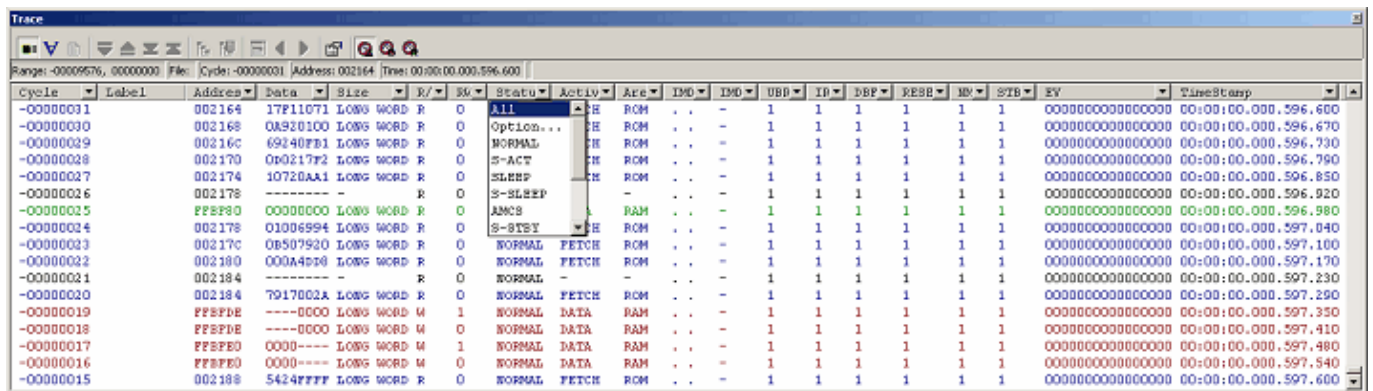 Trace
Range: -00009576, 00000000 File: Cycle: -00000031 Address: 002164 Time: 00:00:00.000.596.600
Cycle Label Addres Data Size R/ RW Statu Activ Are IMD IMD UBD IR DBF RESE NM STB EV TimeStamp
-00000031 002164 17F11071 LONG WORD R 0 All CH ROM . . - 1 1 1 1 1 1 0000000000000000 00:00:00.000.596.600
-00000030 002168 0A920100 LONG WORD R 0 Option... CH ROM . . - 1 1 1 1 1 1 0000000000000000 00:00:00.000.596.670
-00000029 00216C 69240FB1 LONG WORD R 0 NORMAL CH ROM . . - 1 1 1 1 1 1 0000000000000000 00:00:00.000.596.730
-00000028 002170 0D0217F2 LONG WORD R 0 S-ACT CH ROM . . - 1 1 1 1 1 1 0000000000000000 00:00:00.000.596.790
-00000027 002174 10720AA1 LONG WORD R 0 SLEEP CH ROM . . - 1 1 1 1 1 1 0000000000000000 00:00:00.000.596.850
-00000026 002178 -------- - R 0 S-SLEEP - . . - 1 1 1 1 1 1 0000000000000000 00:00:00.000.596.920
-00000025 FFEF80 00000000 LONG WORD R 0 AMCS RAM . . - 1 1 1 1 1 1 0000000000000000 00:00:00.000.596.980
-00000024 002178 01006994 LONG WORD R 0 S-STBY CH ROM . . - 1 1 1 1 1 1 0000000000000000 00:00:00.000.597.040
-00000023 00217C 0B507920 LONG WORD R 0 NORMAL FETCH ROM . . - 1 1 1 1 1 1 0000000000000000 00:00:00.000.597.100
-00000022 002180 000A4DD8 LONG WORD R 0 NORMAL FETCH ROM . . - 1 1 1 1 1 1 0000000000000000 00:00:00.000.597.170
-00000021 002184 -------- - R 0 NORMAL - - . . - 1 1 1 1 1 1 0000000000000000 00:00:00.000.597.230
-00000020 002184 7917002A LONG WORD R 0 NORMAL FETCH ROM . . - 1 1 1 1 1 1 0000000000000000 00:00:00.000.597.290
-00000019 FFBFDE ----0000 LONG WORD W 1 NORMAL DATA RAM . . - 1 1 1 1 1 1 0000000000000000 00:00:00.000.597.350
-00000018 FFBFDE ----0000 LONG WORD W 0 NORMAL DATA RAM . . - 1 1 1 1 1 1 0000000000000000 00:00:00.000.597.410
-00000017 FFBFE0 0000---- LONG WORD W 1 NORMAL DATA RAM . . - 1 1 1 1 1 1 0000000000000000 00:00:00.000.597.480
-00000016 FFBFE0 0000---- LONG WORD W 0 NORMAL DATA RAM . . - 1 1 1 1 1 1 0000000000000000 00:00:00.000.597.540
-00000015 002188 5424FFFF LONG WORD R 0 NORMAL FETCH ROM . . - 1 1 1 1 1 1 0000000000000000 00:00:00.000.597.600